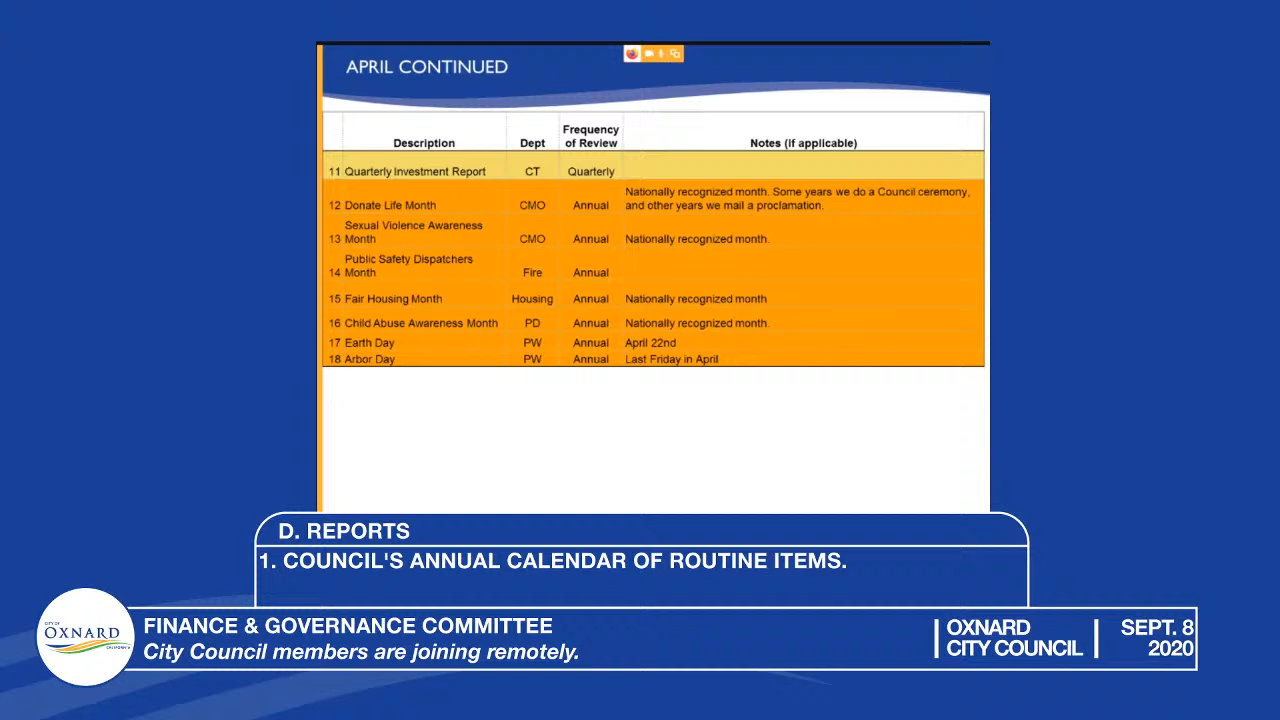 APRIL CONTINUED
Description Dept Frequency of Review Notes (if applicable)
11 Quarterly Investment Report CT Quarterly
12 Donate Life Month CMO Annual Nationally recognized month. Some years we do a Council ceremony, and other years we mail a proclamation.
13 Sexual Violence Awareness Month CMO Annual Nationally recognized month.
14 Public Safety Dispatchers Month Fire Annual
15 Fair Housing Month Housing Annual Nationally recognized month
16 Child Abuse Awareness Month PD Annual Nationally recognized month.
17 Earth Day PW Annual April 22nd
18 Arbor Day PW Annual Last Friday in April
D. REPORTS
1. COUNCIL'S ANNUAL CALENDAR OF ROUTINE ITEMS.
CITY OF
OXNARD
CALIFORNIA
FINANCE & GOVERNANCE COMMITTEE
City Council members are joining remotely.
OXNARD
CITY COUNCIL
SEPT. 8
2020